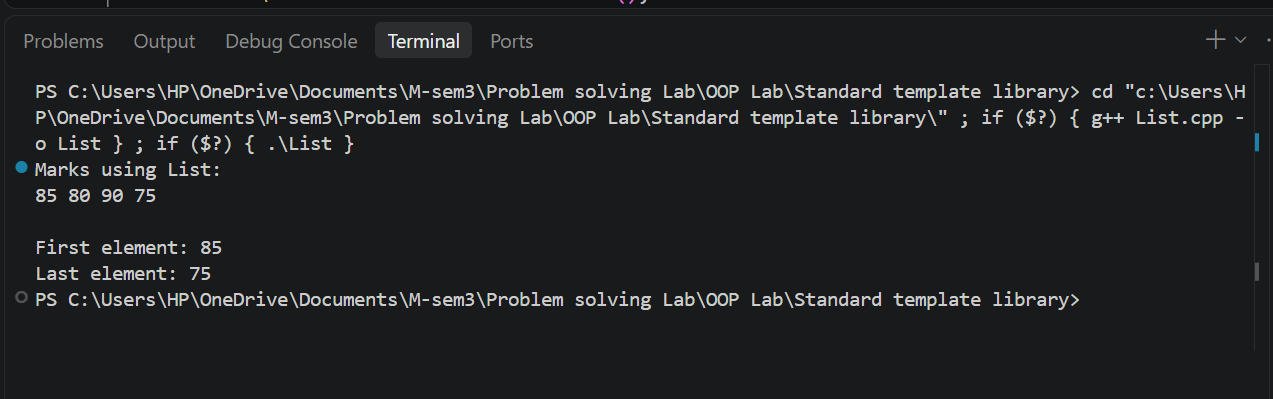 Problems Output Debug Console Terminal Ports
PS C:\Users\HP\OneDrive\Documents\M-sem3\Problem solving Lab\OOP Lab\Standard template library> cd "c:\Users\H
P\OneDrive\Documents\M-sem3\Problem solving Lab\OOP Lab\Standard template library\" ; if ($?) { g++ List.cpp -
o List } ; if ($?) { .\List }
Marks using List:
85 80 90 75
First element: 85
Last element: 75
PS C:\Users\HP\OneDrive\Documents\M-sem3\Problem solving Lab\OOP Lab\Standard template library>